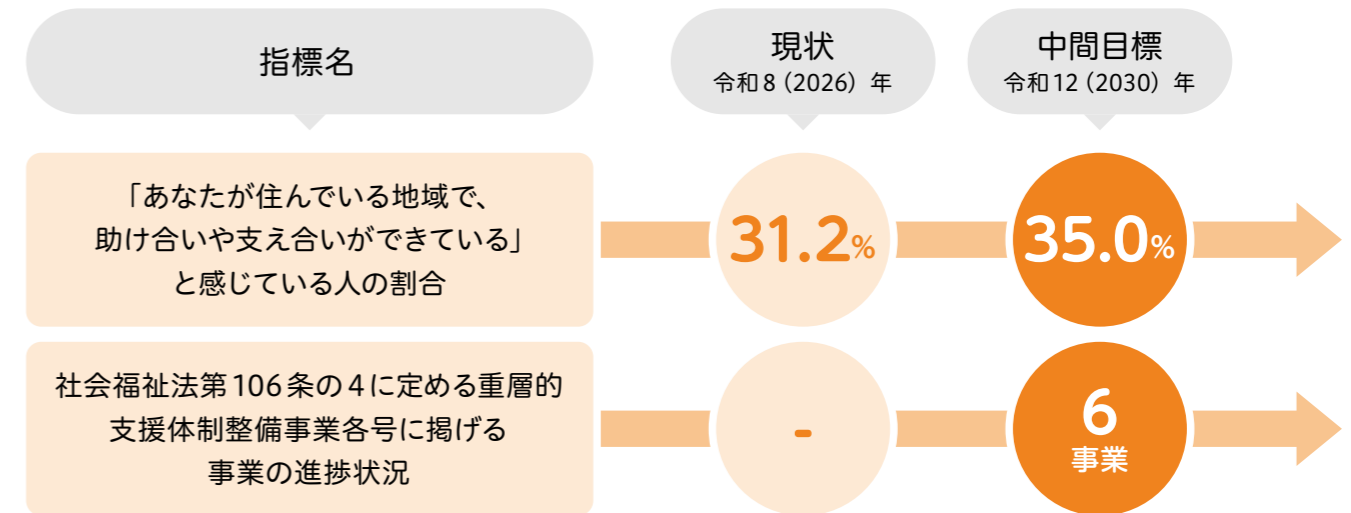 指標名
現状
令和8(2026)年
中間目標
令和12(2030)年
「あなたが住んでいる地域で、
助け合いや支え合いができている」
と感じている人の割合
31.2%
35.0%
社会福祉法第106条の4に定める重層的
支援体制整備事業各号に掲げる
事業の進捗状況
-
6
事業